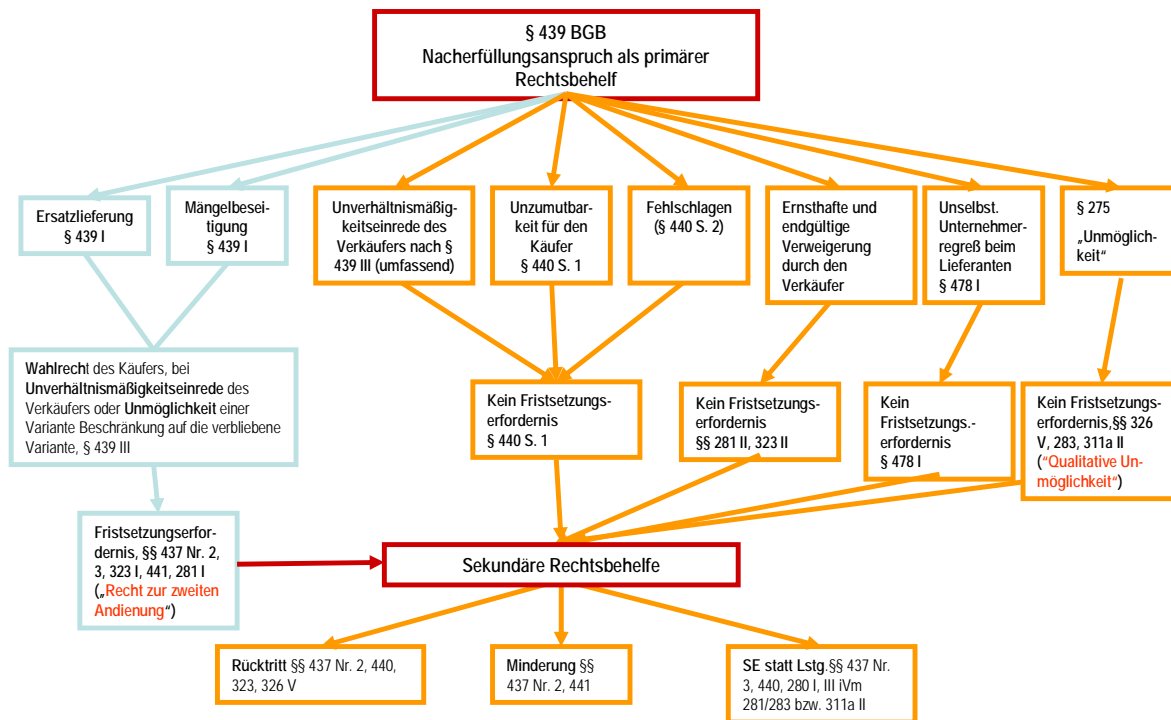 § 439 BGB
Nacherfüllungsanspruch als primärer
Rechtsbehelf
Ersatzlieferung
§ 439 I
Mängelbesei-
tigung
§ 439 I
Unverhältnismäßig-
keitseinrede des
Verkäufers nach §
439 III (umfassend)
Unzumutbar-
keit für den
Käufer
§ 440 S. 1
Fehlschlagen
(§ 440 S. 2)
Ernsthafte und
endgültige
Verweigerung
durch den
Verkäufer
Unselbst.
Unternehmer-
regreß beim
Lieferanten
§ 478 I
§ 275
„Unmöglich-
keit“
Wahlrecht des Käufers, bei
Unverhältnismäßigkeitseinrede des
Verkäufers oder Unmöglichkeit einer
Variante Beschränkung auf die verbliebene
Variante, § 439 III
Kein Fristsetzungs-
erfordernis
§ 440 S. 1
Kein Fristsetzungs-
erfordernis
§§ 281 II, 323 II
Kein
Fristsetzungs.-
erfordernis
§ 478 I
Kein Fristsetzungs-
erfordernis,§§ 326
V, 283, 311a II
(“Qualitative Un-
möglichkeit“)
Fristsetzungserfor-
dernis, §§ 437 Nr. 2,
3, 323 I, 441, 281 I
(„Recht zur zweiten
Andienung“)
Sekundäre Rechtsbehelfe
Rücktritt §§ 437 Nr. 2, 440,
323, 326 V
Minderung §§
437 Nr. 2, 441
SE statt Lstg.§§ 437 Nr.
3, 440, 280 I, III iVm
281/283 bzw. 311a II